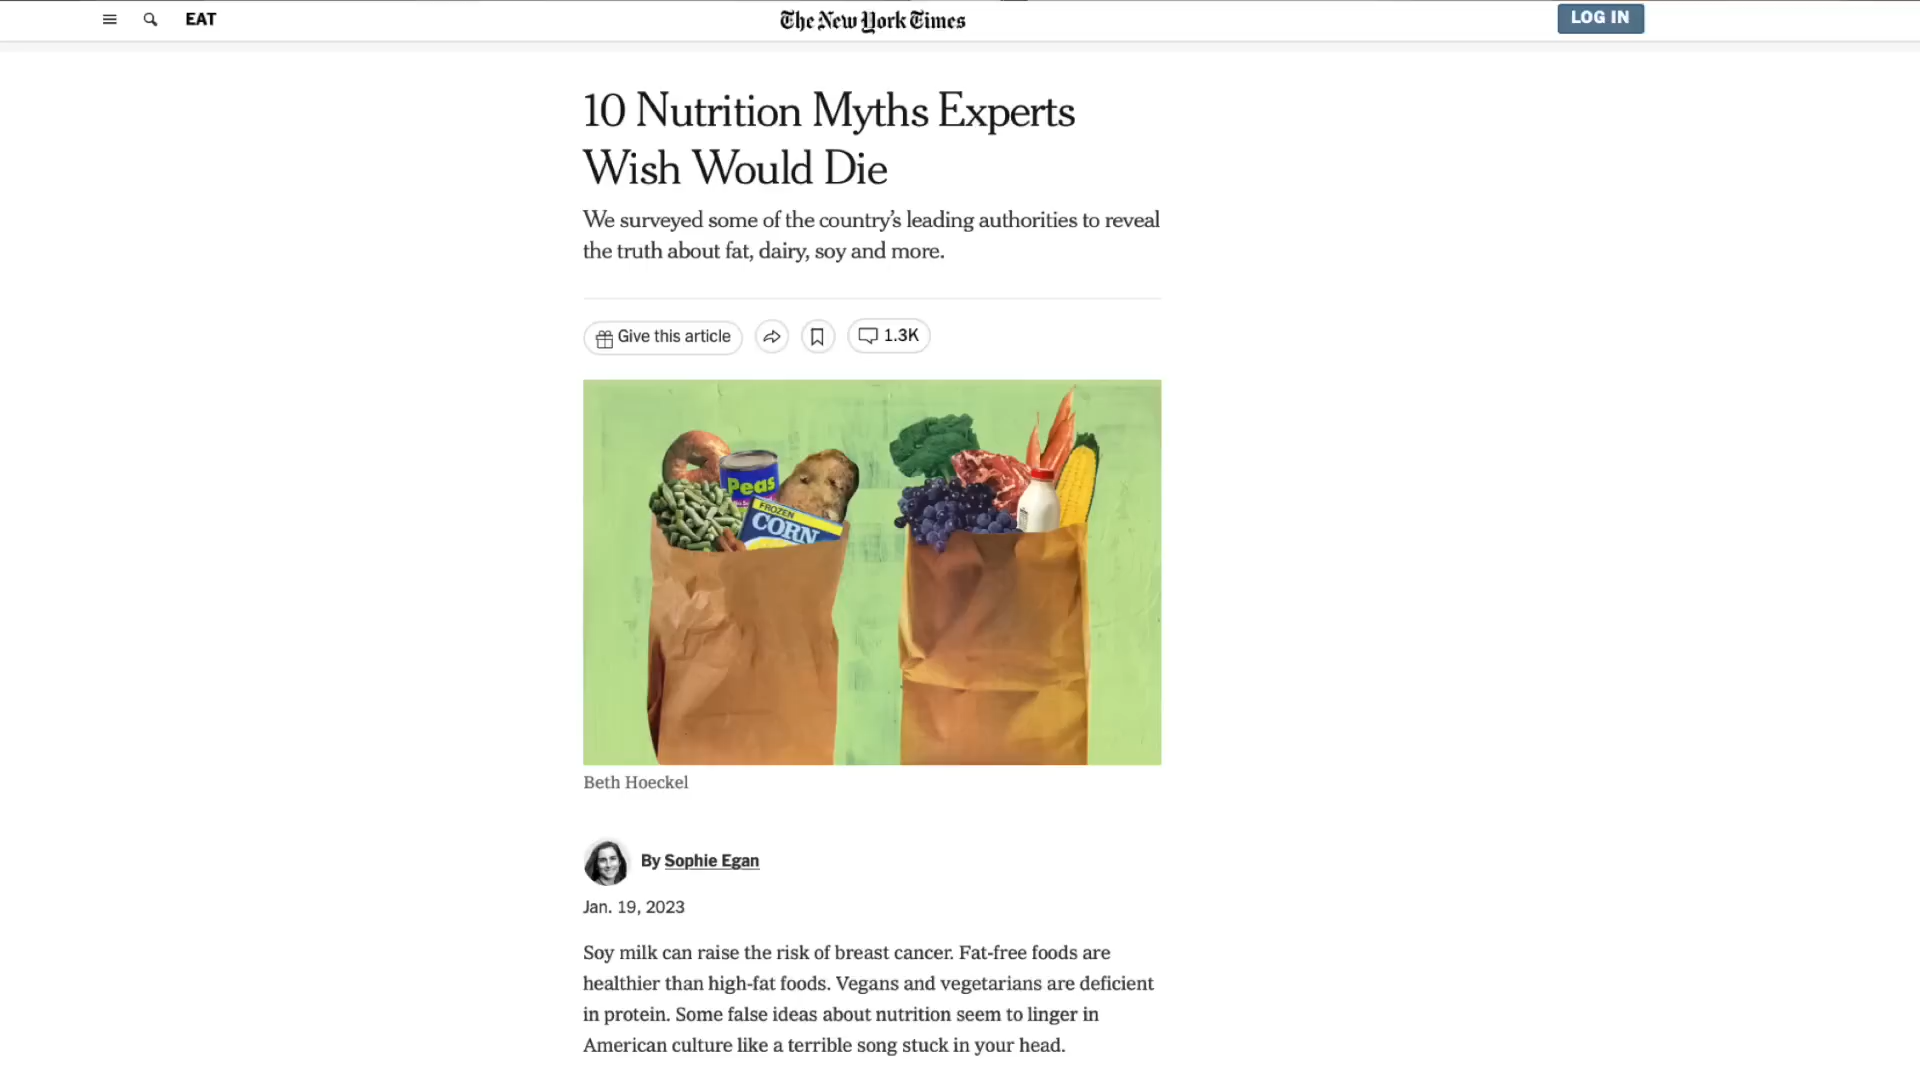 EAT
The New York Times
LOG IN
10 Nutrition Myths Experts
Wish Would Die
We surveyed some of the country’s leading authorities to reveal
the truth about fat, dairy, soy and more.
Give this article
1.3K
Peas
FROZEN
CORN
Beth Hoeckel
By Sophie Egan
Jan. 19, 2023
Soy milk can raise the risk of breast cancer. Fat-free foods are
healthier than high-fat foods. Vegans and vegetarians are deficient
in protein. Some false ideas about nutrition seem to linger in
American culture like a terrible song stuck in your head.